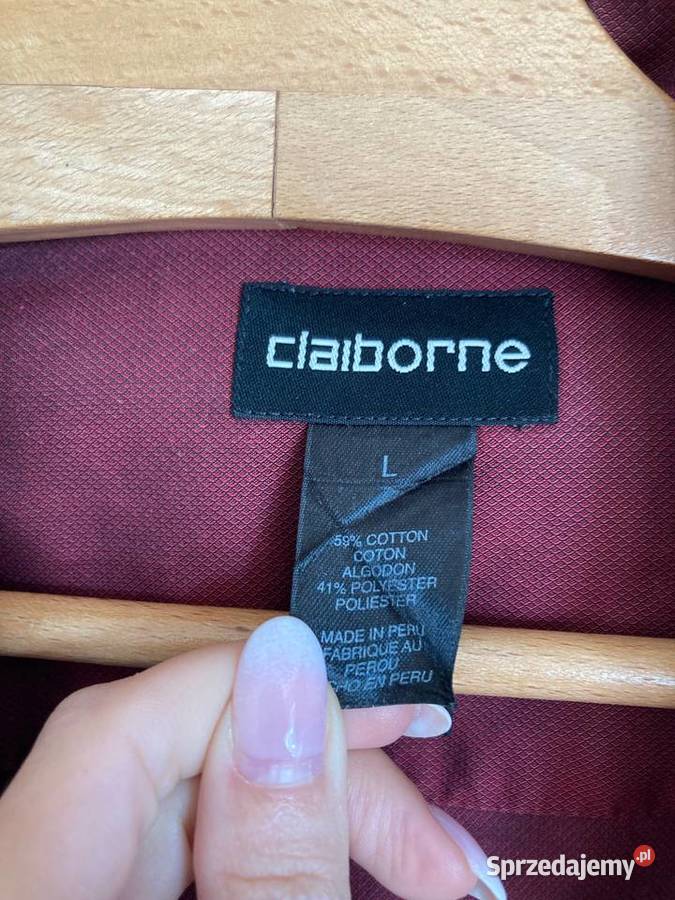 claiborne
L
59% COTTON
COTON
ALGODON
41% POLYESTER
POLIESTER
MADE IN PERU
FABRIQUE AU
PEROU
EN PERU
Sprzedajemy.pl